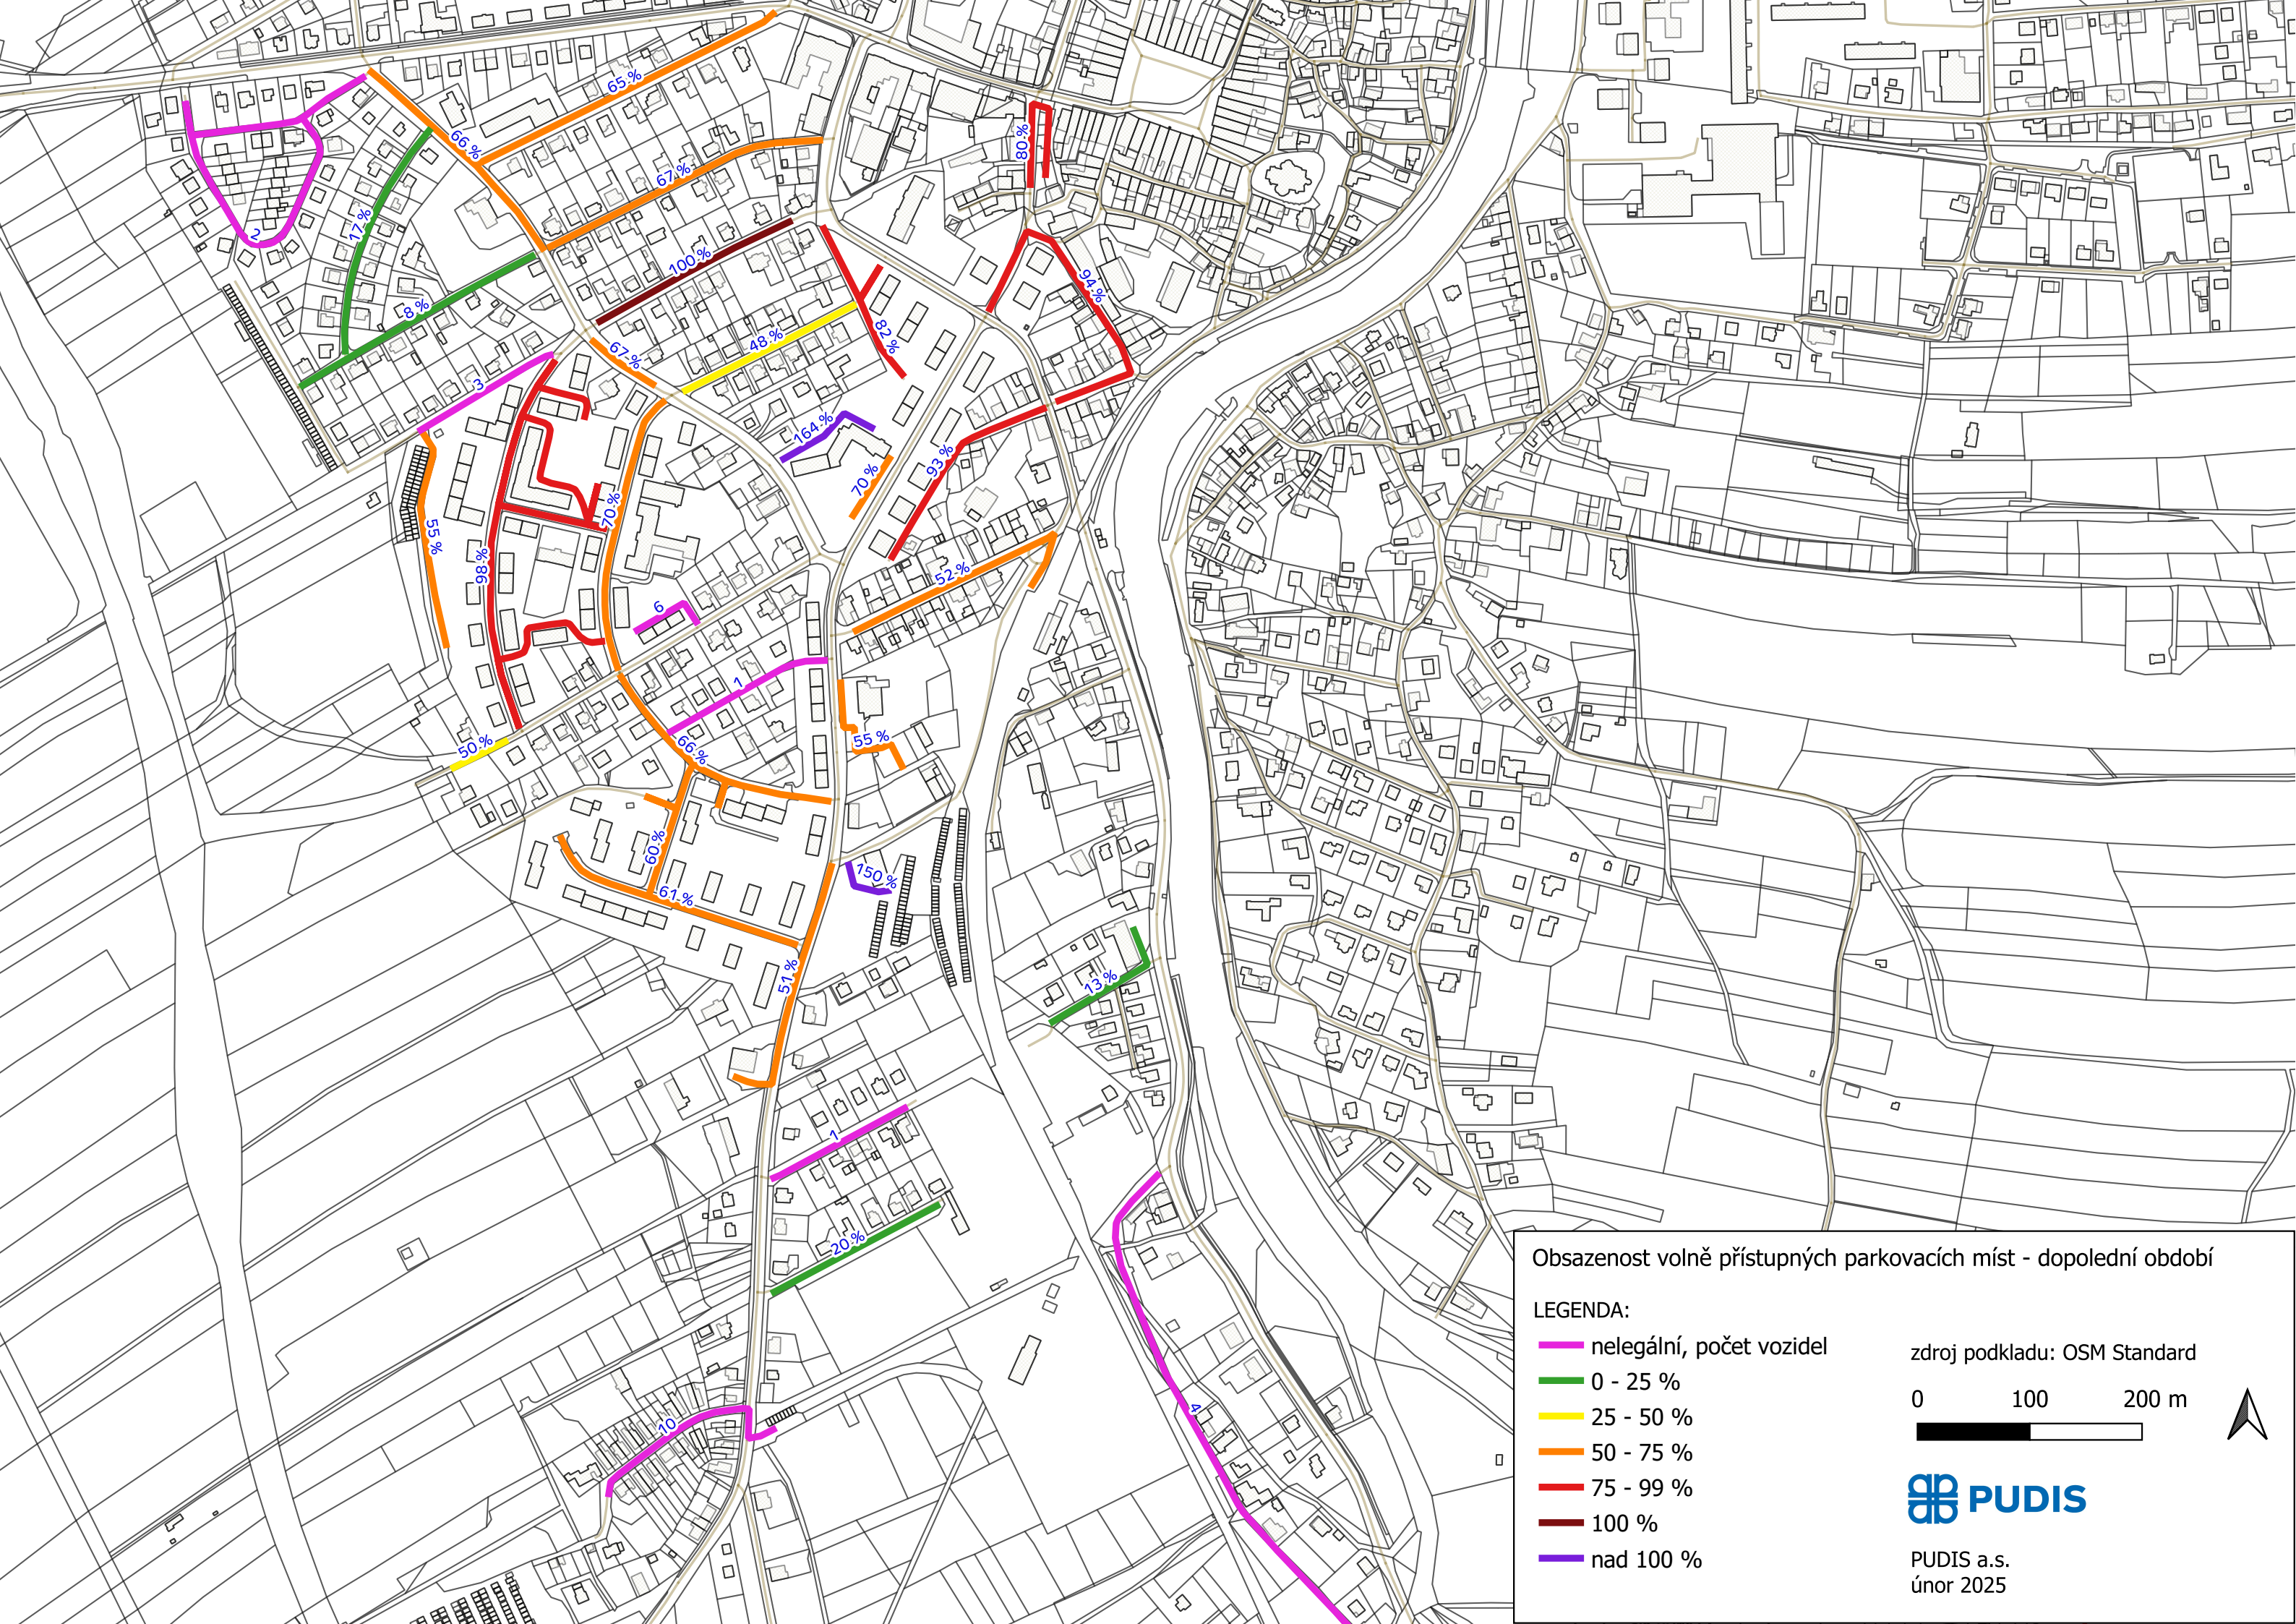 65 %
66 %
80 %
67 %
17 %
2
100 %
94 %
8 %
82 %
48 %
67 %
3
164 %
93 %
70 %
70 %
55 %
98 %
52 %
6
1
50 %
66 %
55 %
60 %
150 %
61 %
51 %
13 %
1
20 %
10
4
Obsazenost volně přístupných parkovacích míst - dopolední období
LEGENDA:
nelegální, počet vozidel
0 - 25 %
25 - 50 %
50 - 75 %
75 - 99 %
100 %
nad 100 %
zdroj podkladu: OSM Standard
0 100 200 m
PUDIS
PUDIS a.s.
únor 2025